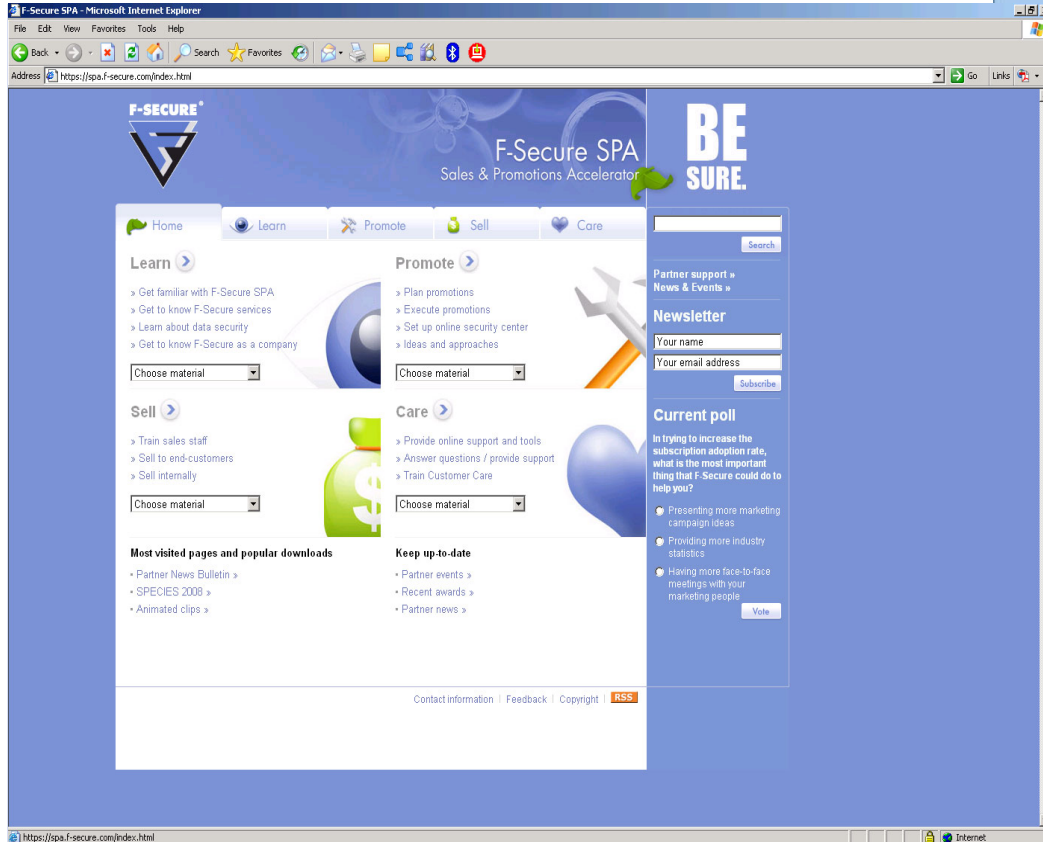 F-Secure SPA - Microsoft Internet Explorer
File Edit View Favorites Tools Help
Back Search Favorites
Address https://spa.f-secure.com/index.html Go Links
F-SECURE®
F-Secure SPA
Sales & Promotions Accelerator
BE
SURE.
Home Learn Promote Sell Care
Search
Learn
» Get familiar with F-Secure SPA
» Get to know F-Secure services
» Learn about data security
» Get to know F-Secure as a company
Choose material
Promote
» Plan promotions
» Execute promotions
» Set up online security center
» Ideas and approaches
Choose material
Partner support »
News & Events »
Newsletter
Your name
Your email address
Subscribe
Sell
» Train sales staff
» Sell to end-customers
» Sell internally
Choose material
$
Care
» Provide online support and tools
» Answer questions / provide support
» Train Customer Care
Choose material
Current poll
In trying to increase the
subscription adoption rate,
what is the most important
thing that F-Secure could do to
help you?
Presenting more marketing
campaign ideas
Providing more industry
statistics
Having more face-to-face
meetings with your
marketing people
Vote
Most visited pages and popular downloads
• Partner News Bulletin »
• SPECIES 2008 »
• Animated clips »
Keep up-to-date
• Partner events »
• Recent awards »
• Partner news »
Contact information | Feedback | Copyright | RSS
https://spa.f-secure.com/index.html Internet